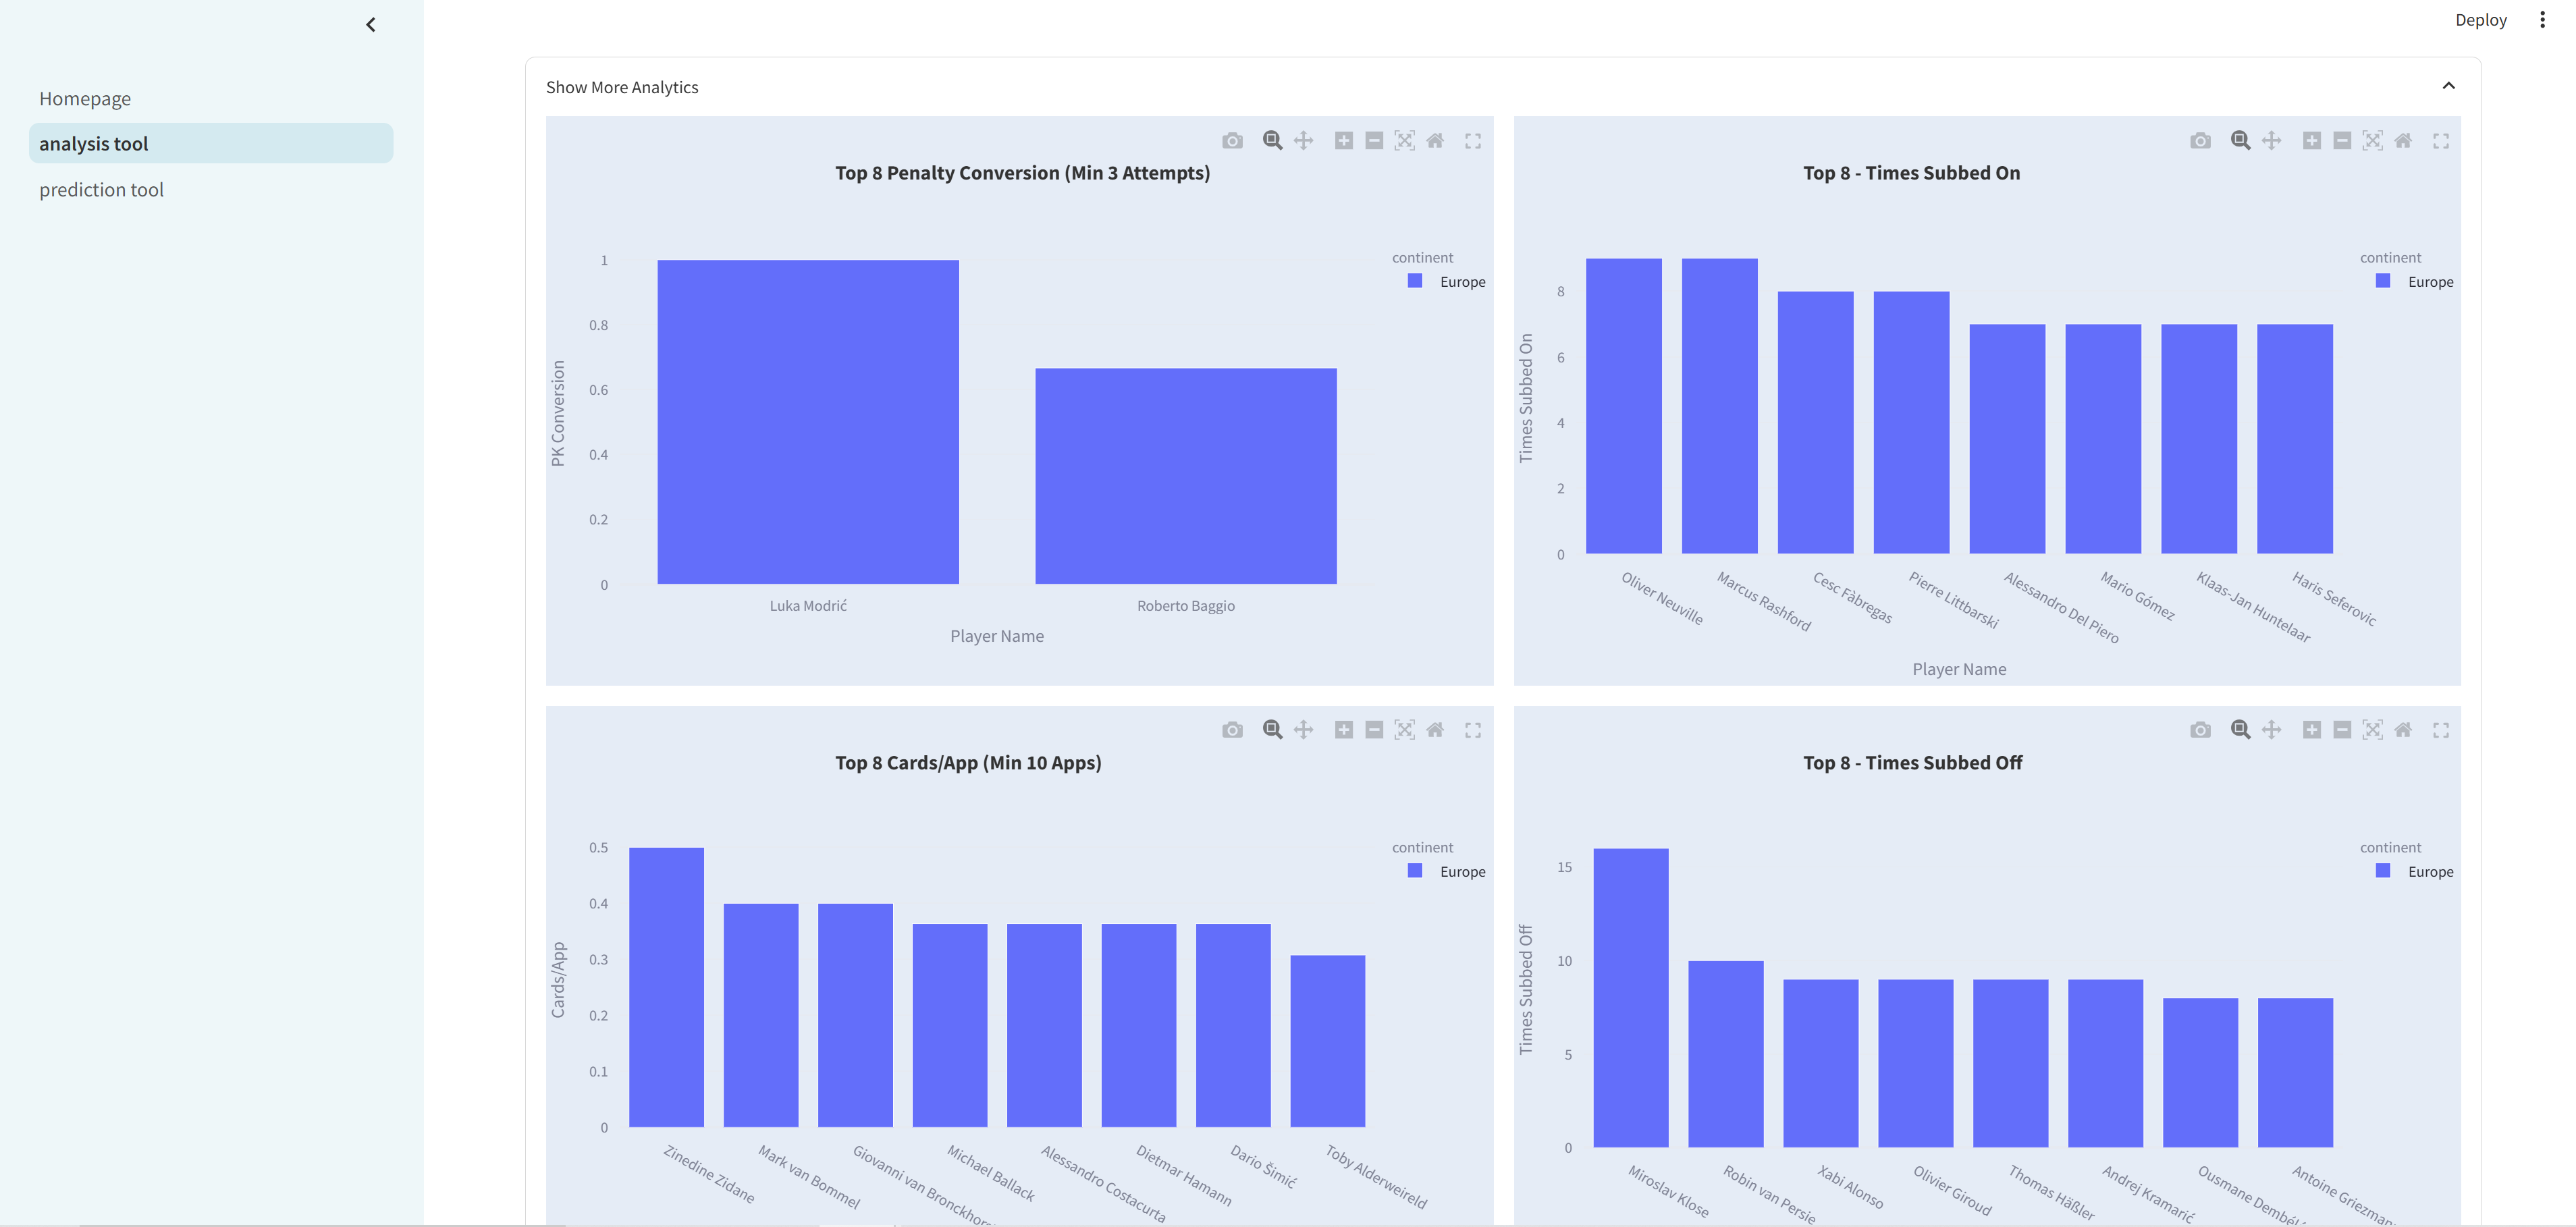 Deploy
Homepage
analysis tool
prediction tool
Show More Analytics
Top 8 Penalty Conversion (Min 3 Attempts)
continent
Europe
PK Conversion
1
0.8
0.6
0.4
0.2
0
Luka Modrić
Roberto Baggio
Player Name
Top 8 - Times Subbed On
continent
Europe
Times Subbed On
8
6
4
2
0
Oliver Neuville
Marcus Rashford
Cesc Fàbregas
Pierre Littbarski
Alessandro Del Piero
Mario Gómez
Klaas-Jan Huntelaar
Haris Seferovic
Player Name
Top 8 Cards/App (Min 10 Apps)
continent
Europe
Cards/App
0.5
0.4
0.3
0.2
0.1
0
Zinedine Zidane
Mark van Bommel
Giovanni van
Michael Ballack
Alessandro Costacurta
Dietmar Hamann
Dario Šimić
Toby Alderweireld
Top 8 - Times Subbed Off
continent
Europe
Times Subbed Off
15
10
5
0
Miroslav Klose
Robin van Persie
Xabi Alonso
Olivier Giroud
Thomas Häßler
Andrej Kramarić
Ousmane
Antoine